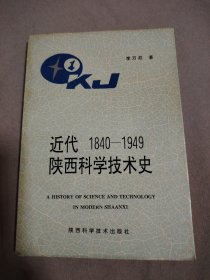 KJ
著
近代 1840—1949
陕西科学技术史
A HISTORY OF SCIENCE AND TECHNOLOGY
IN MODERN SHAANXI
陕西科学技术出版社